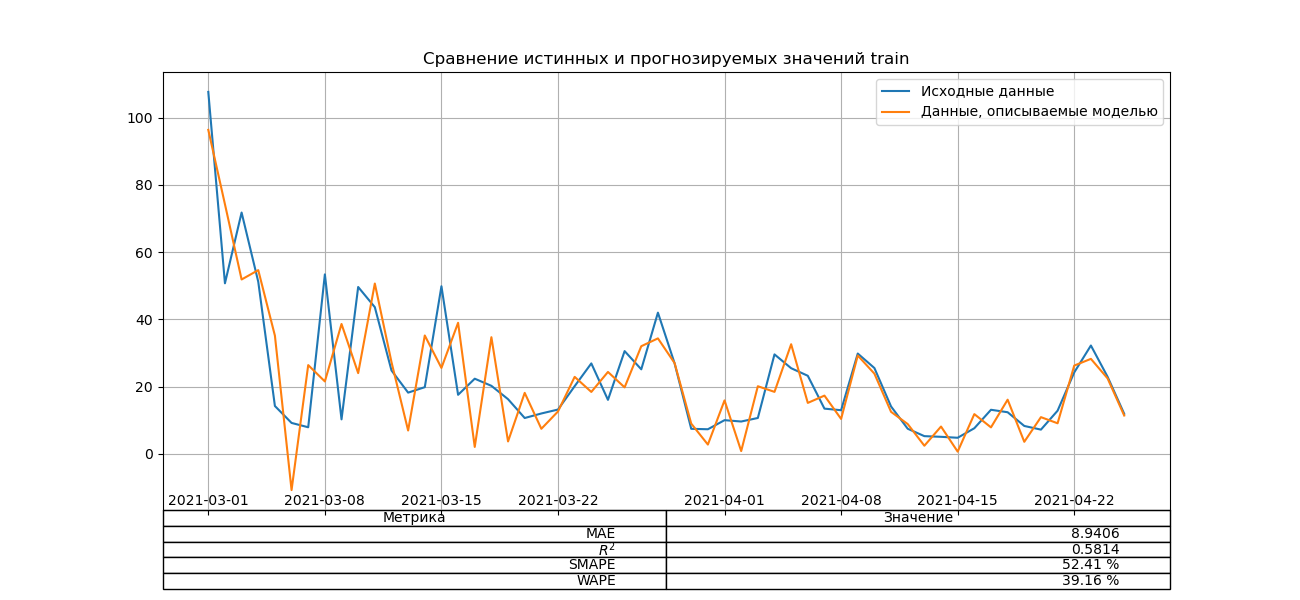 Сравнение истинных и прогнозируемых значений train
Исходные данные
Данные, описываемые моделью
100
80
60
40
20
0
2021-03-01 2021-03-08 2021-03-15 2021-03-22 2021-04-01 2021-04-08 2021-04-15 2021-04-22
Метрика Значение
MAE 8.9406
R² 0.5814
SMAPE 52.41 %
WAPE 39.16 %